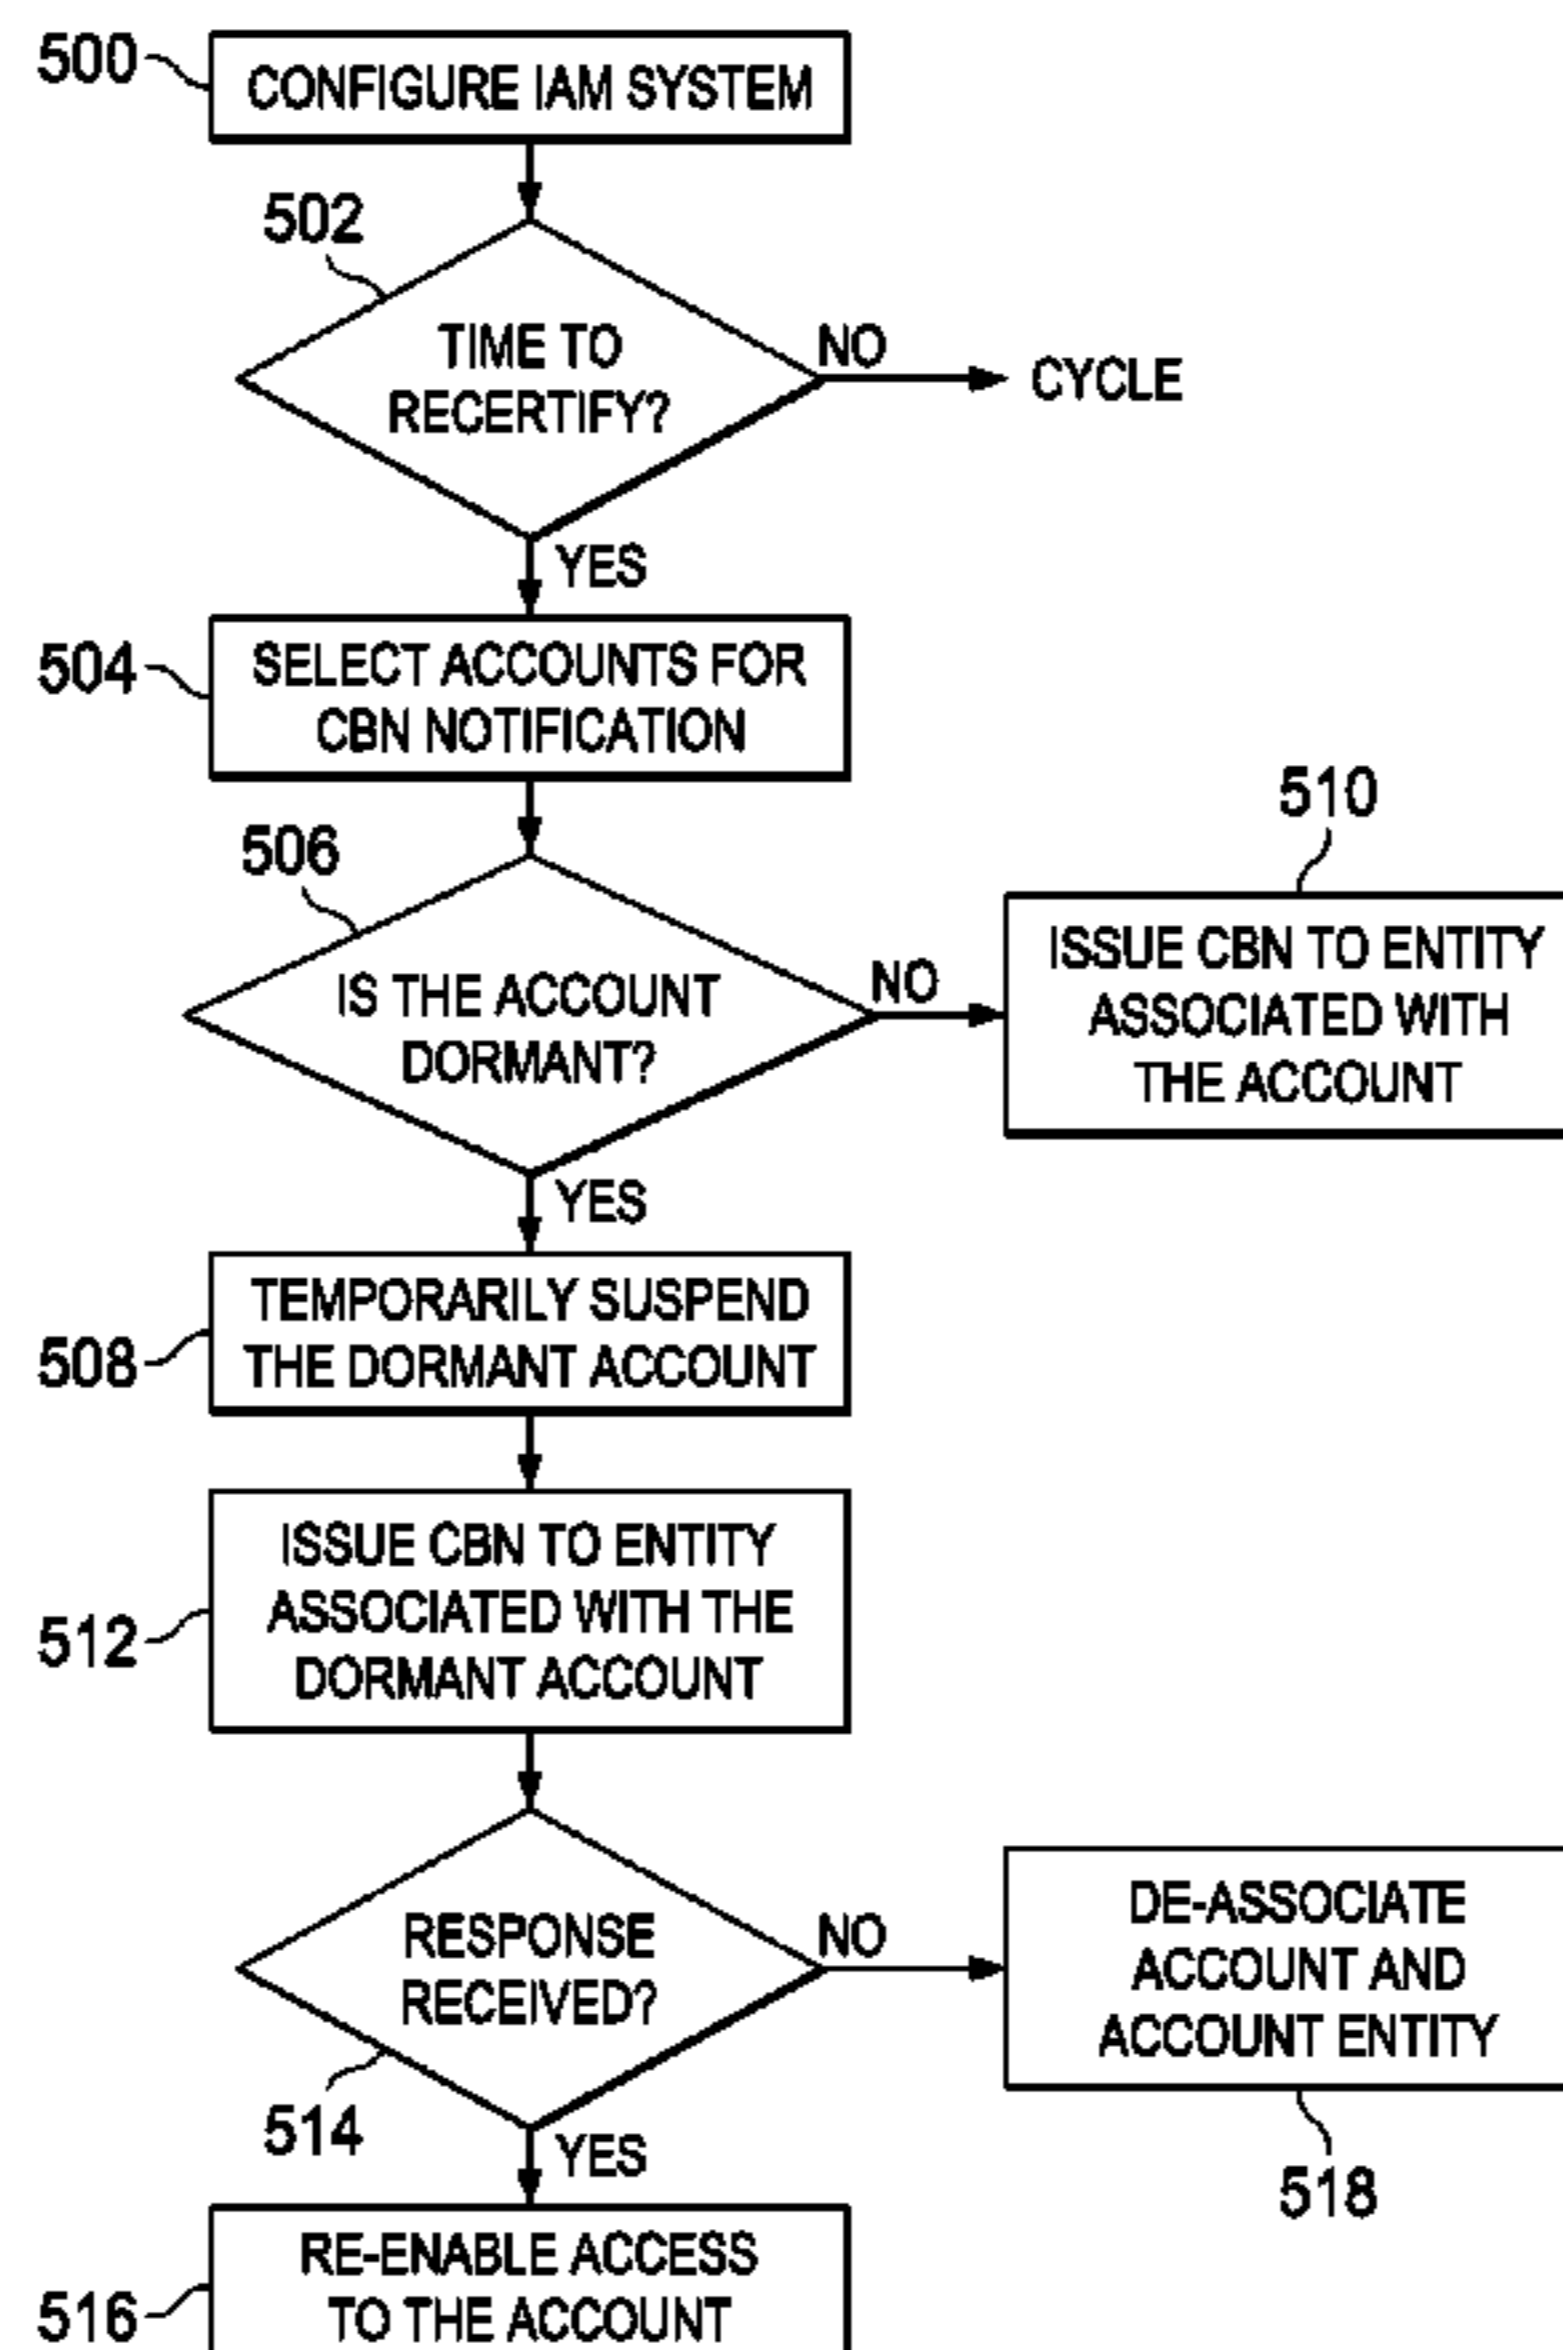 500
CONFIGURE IAM SYSTEM
502
TIME TO
RECERTIFY?
NO
CYCLE
YES
504
SELECT ACCOUNTS FOR
CBN NOTIFICATION
506
IS THE ACCOUNT
DORMANT?
NO
510
ISSUE CBN TO ENTITY
ASSOCIATED WITH
THE ACCOUNT
YES
508
TEMPORARILY SUSPEND
THE DORMANT ACCOUNT
512
ISSUE CBN TO ENTITY
ASSOCIATED WITH THE
DORMANT ACCOUNT
RESPONSE
RECEIVED?
514
NO
DE-ASSOCIATE
ACCOUNT AND
ACCOUNT ENTITY
518
YES
516
RE-ENABLE ACCESS
TO THE ACCOUNT